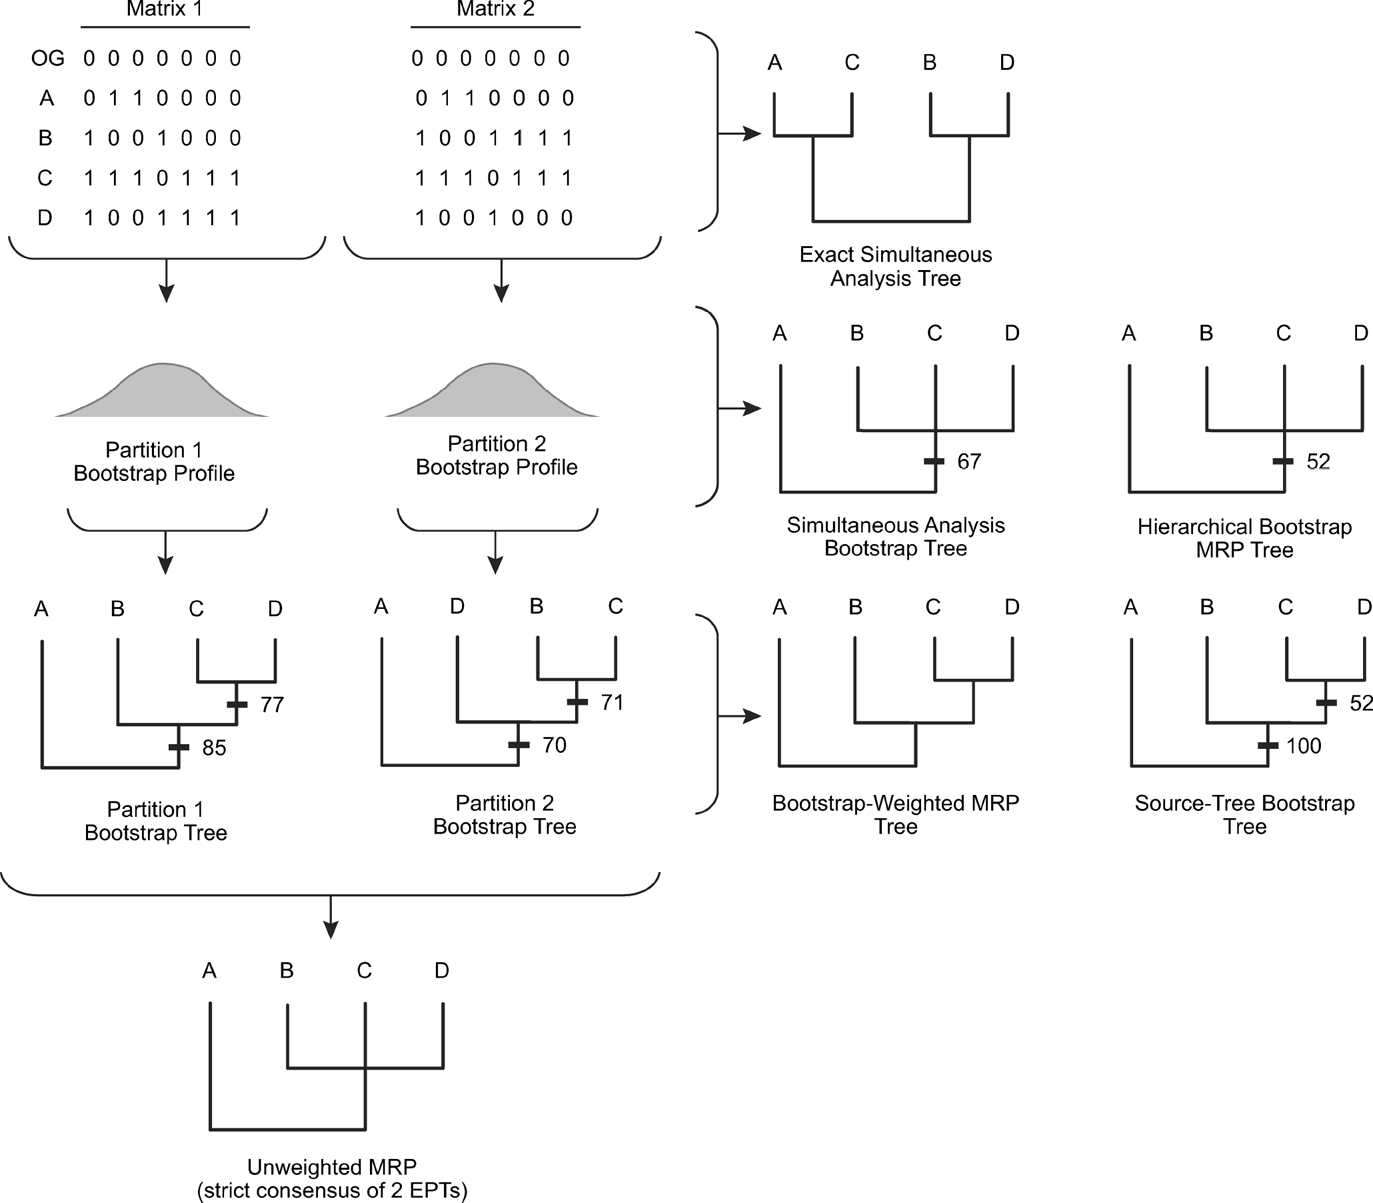 Matrix 1
Matrix 2
OG 0 0 0 0 0 0 0
0 0 0 0 0 0 0
A 0 1 1 0 0 0 0
0 1 1 0 0 0 0
B 1 0 0 1 0 0 0
1 0 0 1 1 1 1
C 1 1 1 0 1 1 1
1 1 1 0 1 1 1
D 1 0 0 1 1 1 1
1 0 0 1 0 0 0
A C B D
Exact Simultaneous
Analysis Tree
Partition 1
Bootstrap Profile
Partition 2
Bootstrap Profile
A B C D
67
Simultaneous Analysis
Bootstrap Tree
A B C D
52
Hierarchical Bootstrap
MRP Tree
A B C D
77
85
Partition 1
Bootstrap Tree
A D B C
71
70
Partition 2
Bootstrap Tree
A B C D
Bootstrap-Weighted MRP
Tree
A B C D
52
100
Source-Tree Bootstrap
Tree
A B C D
Unweighted MRP
(strict consensus of 2 EPTs)